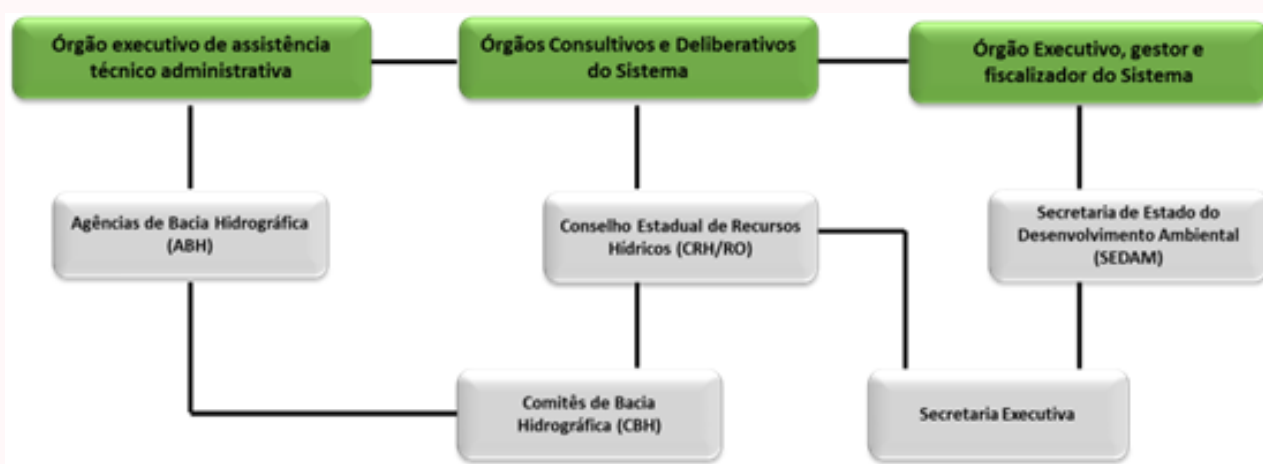 Órgão executivo de assistência
técnico administrativa
Órgãos Consultivos e Deliberativos
do Sistema
Órgão Executivo, gestor e
fiscalizador do Sistema
Agências de Bacia Hidrográfica
(ABH)
Conselho Estadual de Recursos
Hídricos (CRH/RO)
Secretaria de Estado do
Desenvolvimento Ambiental
(SEDAM)
Comitês de Bacia
Hidrográfica (CBH)
Secretaria Executiva